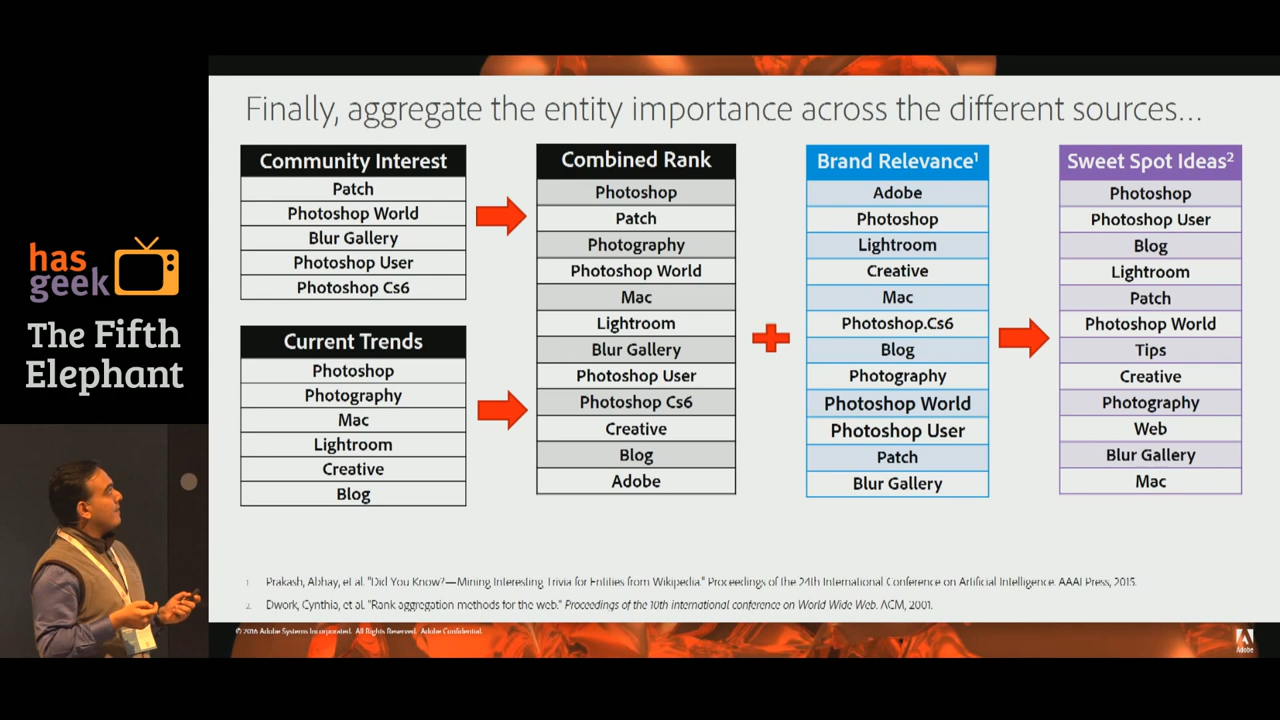 Finally, aggregate the entity importance across the different sources...
Community Interest
Patch
Photoshop World
Blur Gallery
Photoshop User
Photoshop Cs6
Current Trends
Photoshop
Photography
Mac
Lightroom
Creative
Blog
Combined Rank
Photoshop
Patch
Photography
Photoshop World
Mac
Lightroom
Blur Gallery
Photoshop User
Photoshop Cs6
Creative
Blog
Adobe
Brand Relevance¹
Adobe
Photoshop
Lightroom
Creative
Mac
Photoshop.Cs6
Blog
Photography
Photoshop World
Photoshop User
Patch
Blur Gallery
Sweet Spot Ideas²
Photoshop
Photoshop User
Blog
Lightroom
Patch
Photoshop World
Tips
Creative
Photography
Web
Blur Gallery
Mac
has
geek
The Fifth
Elephant
1. Prakash, Abhay, et al. "Did You Know?—Mining Interesting Trivia for Entities from Wikipedia." Proceedings of the 24th International Conference on Artificial Intelligence. AAAI Press, 2015.
2. Dwork, Cynthia, et al. "Rank aggregation methods for the web." Proceedings of the 10th international conference on World Wide Web. ACM, 2001.
© 2016 Adobe Systems Incorporated. All Rights Reserved. Adobe Confidential.
Adobe